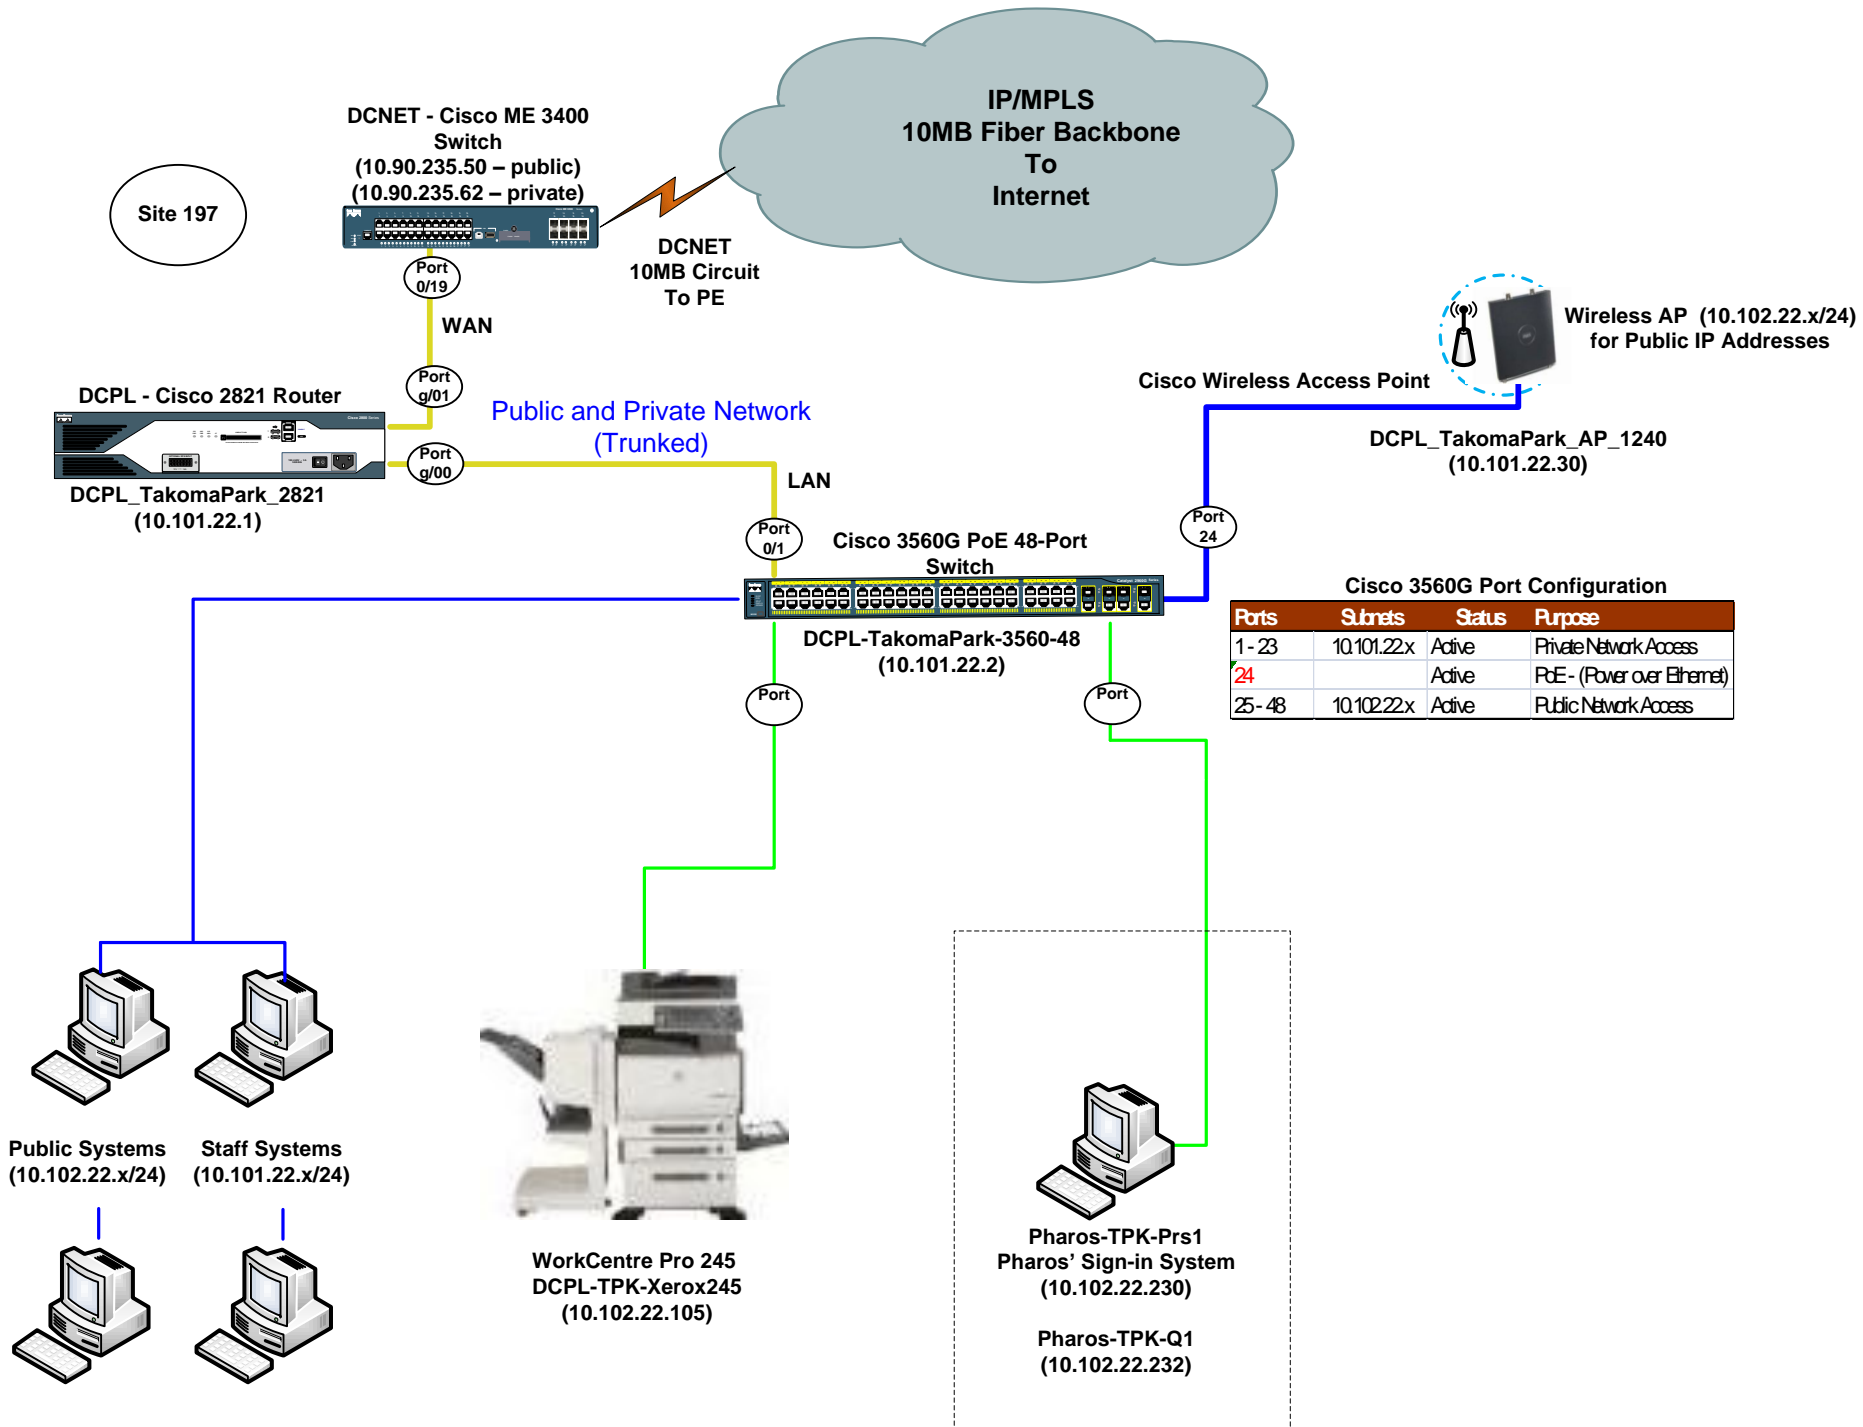 IP/MPLS
10MB Fiber Backbone
To
Internet
DCNET - Cisco ME 3400
Switch
(10.90.235.50 – public)
(10.90.235.62 – private)
Site 197
DCNET
10MB Circuit
To PE
Port
0/19
WAN
Port
g/01
DCPL - Cisco 2821 Router
Public and Private Network
(Trunked)
Port
g/00
LAN
DCPL_TakomaPark_2821
(10.101.22.1)
Wireless AP (10.102.22.x/24)
for Public IP Addresses
Cisco Wireless Access Point
DCPL_TakomaPark_AP_1240
(10.101.22.30)
Port
24
Port
0/1
Cisco 3560G PoE 48-Port
Switch
DCPL-TakomaPark-3560-48
(10.101.22.2)
Port
Port
Cisco 3560G Port Configuration
Ports Subnets Status Purpose
1 - 23 10.101.22.x Active Private Network Access
24 Active PoE - (Power over Ethernet)
25 - 48 10.102.22.x Active Public Network Access
Public Systems
(10.102.22.x/24)
Staff Systems
(10.101.22.x/24)
WorkCentre Pro 245
DCPL-TPK-Xerox245
(10.102.22.105)
Pharos-TPK-Prs1
Pharos’ Sign-in System
(10.102.22.230)
Pharos-TPK-Q1
(10.102.22.232)